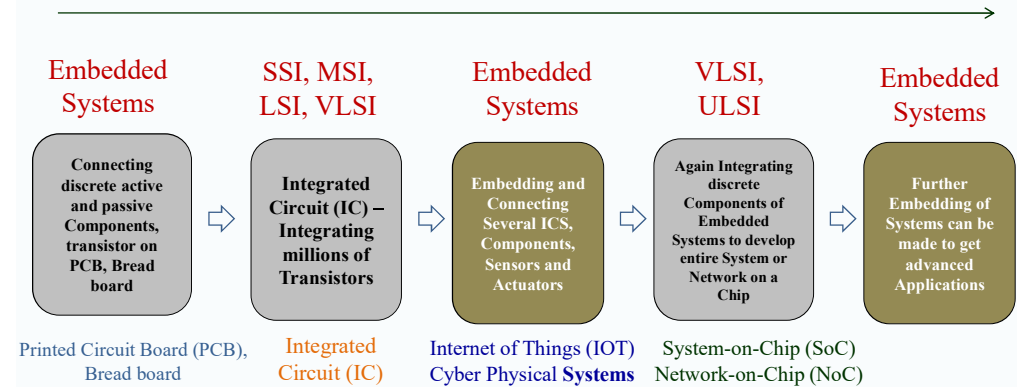 Embedded
Systems
SSI, MSI,
LSI, VLSI
Embedded
Systems
VLSI,
ULSI
Embedded
Systems
Connecting
discrete active
and passive
Components,
transistor on
PCB, Bread
board
Integrated
Circuit (IC) –
Integrating
millions of
Transistors
Embedding and
Connecting
Several ICS,
Components,
Sensors and
Actuators
Again Integrating
discrete
Components of
Embedded
Systems to develop
entire System or
Network on a
Chip
Further
Embedding of
Systems can be
made to get
advanced
Applications
Printed Circuit Board (PCB),
Bread board
Integrated
Circuit (IC)
Internet of Things (IOT)
Cyber Physical Systems
System-on-Chip (SoC)
Network-on-Chip (NoC)